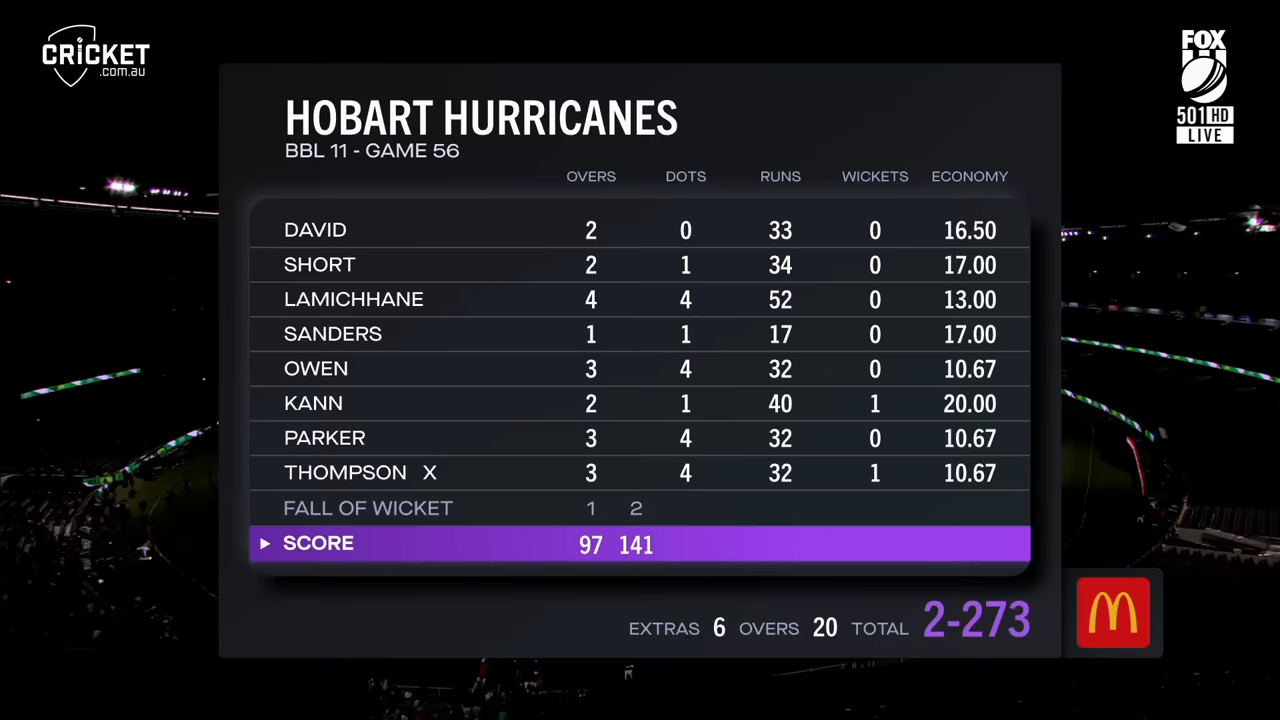 CRICKET
.com.au
FOX
501 HD
LIVE
HOBART HURRICANES
BBL 11 - GAME 56
OVERS DOTS RUNS WICKETS ECONOMY
DAVID 2 0 33 0 16.50
SHORT 2 1 34 0 17.00
LAMICHHANE 4 4 52 0 13.00
SANDERS 1 1 17 0 17.00
OWEN 3 4 32 0 10.67
KANN 2 1 40 1 20.00
PARKER 3 4 32 0 10.67
THOMPSON X 3 4 32 1 10.67
FALL OF WICKET 1 2
SCORE 97 141
EXTRAS 6 OVERS 20 TOTAL 2-273